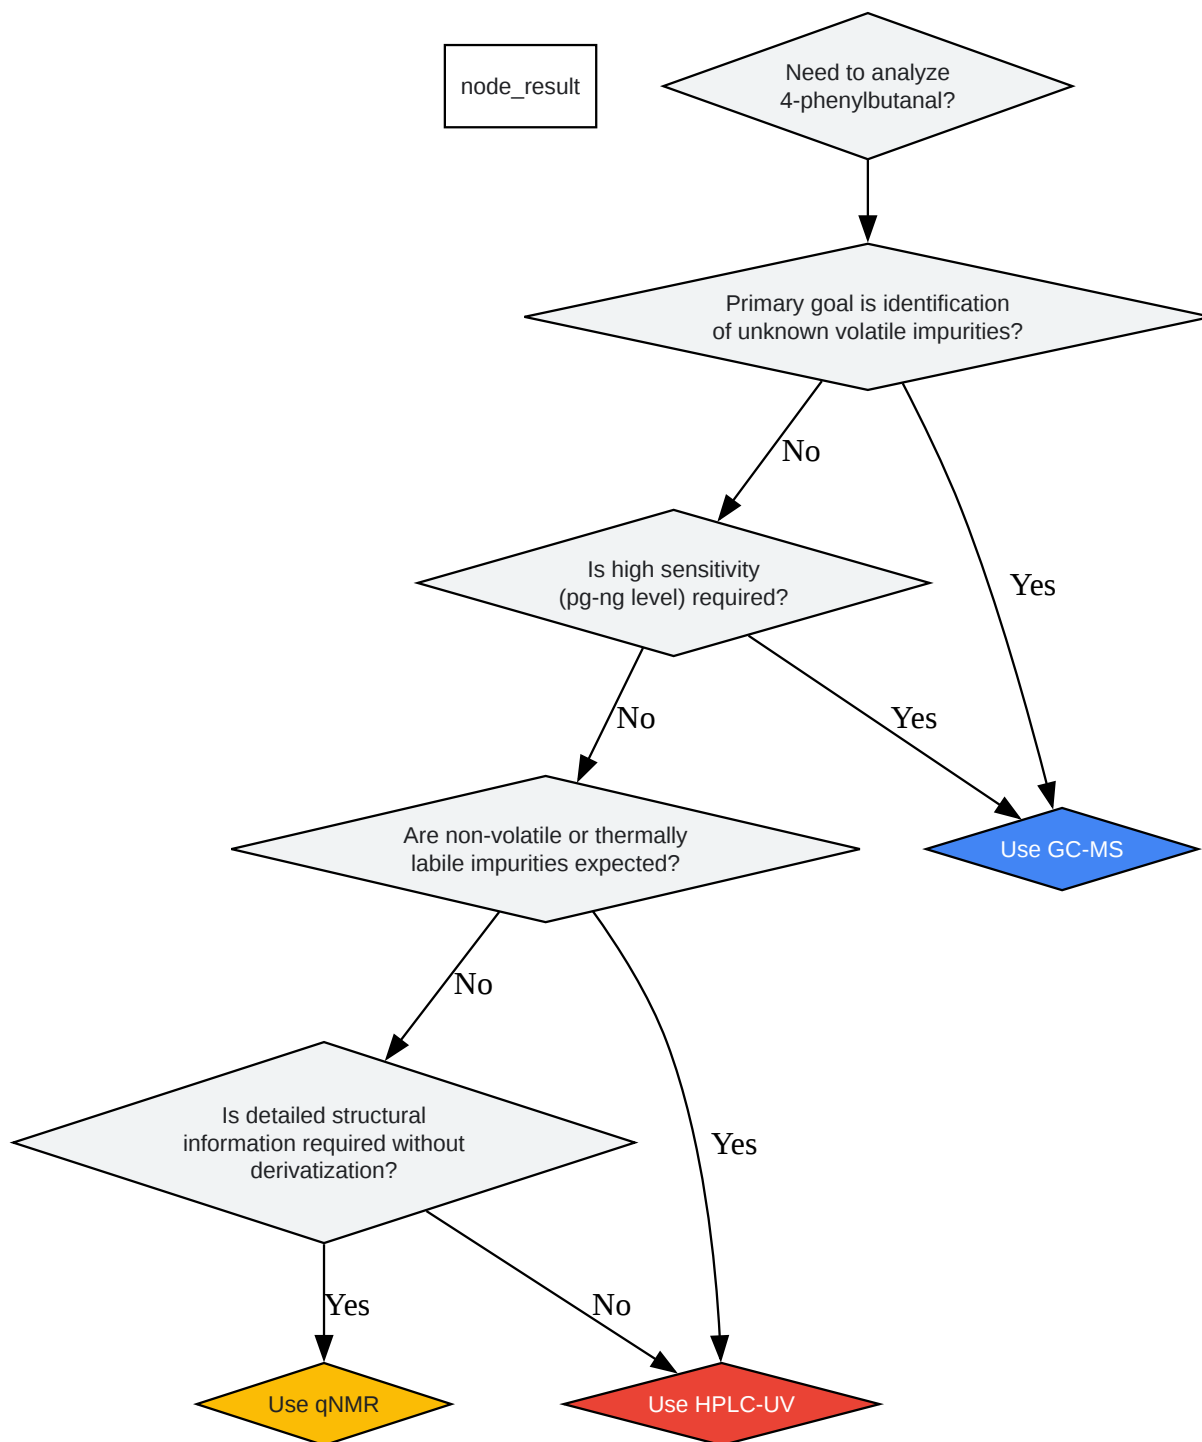 node_result
Need to analyze
4-phenylbutanal?
Primary goal is identification
of unknown volatile impurities?
No
Yes
Is high sensitivity
(pg-ng level) required?
No
Yes
Are non-volatile or thermally
labile impurities expected?
Use GC-MS
No
Yes
Is detailed structural
information required without
derivatization?
Yes
No
Use qNMR
Use HPLC-UV